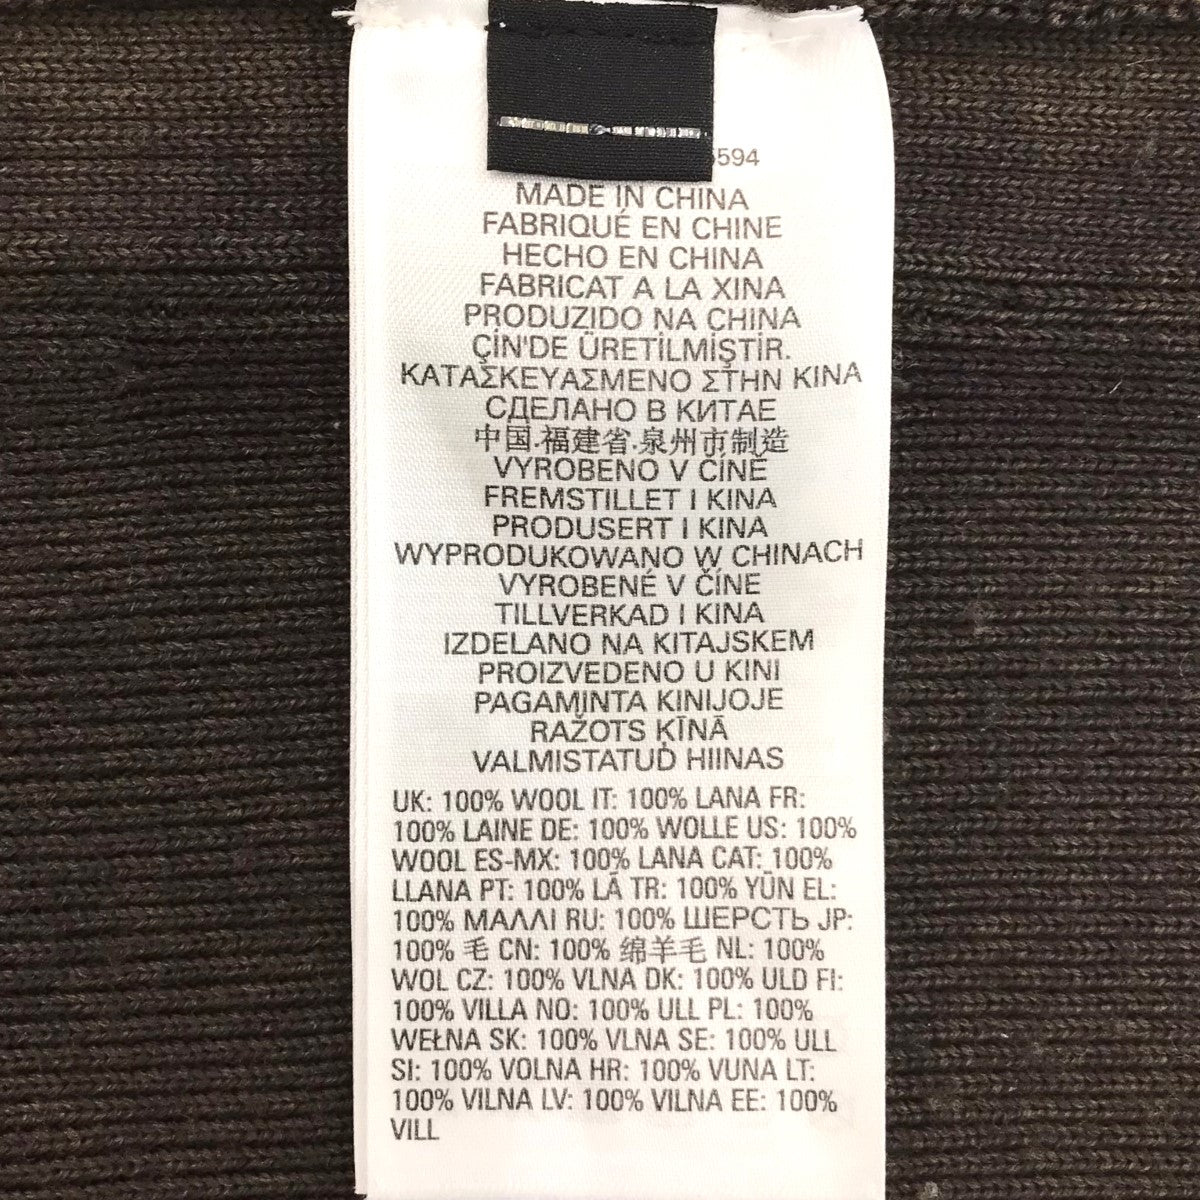 5594
MADE IN CHINA
FABRIQUÉ EN CHINE
HECHO EN CHINA
FABRICAT A LA XINA
PRODUZIDO NA CHINA
ÇİN'DE ÜRETİLMİŞTİR.
ΚΑΤΑΣΚΕΥΑΣΜΕΝΟ ΣΤΗΝ ΚΙΝΑ
СДЕЛАНО В КИТАЕ
中国.福建省.泉州市制造
VYROBENO V ČÍNĚ
FREMSTILLET I KINA
PRODUSERT I KINA
WYPRODUKOWANO W CHINACH
VYROBENÉ V ČÍNE
TILLVERKAD I KINA
IZDELANO NA KITAJSKEM
PROIZVEDENO U KINI
PAGAMINTA KINIJOJE
RAŽOTS ĶĪNĀ
VALMISTATUD HIINAS
UK: 100% WOOL IT: 100% LANA FR:
100% LAINE DE: 100% WOLLE US: 100%
WOOL ES-MX: 100% LANA CAT: 100%
LLANA PT: 100% LÃ TR: 100% YÜN EL:
100% ΜΑΛΛΙ RU: 100% ШЕРСТЬ JP:
100% 毛 CN: 100% 绵羊毛 NL: 100%
WOL CZ: 100% VLNA DK: 100% ULD FI:
100% VILLA NO: 100% ULL PL: 100%
WEŁNA SK: 100% VLNA SE: 100% ULL
SI: 100% VOLNA HR: 100% VUNA LT:
100% VILNA LV: 100% VILNA EE: 100%
VILL